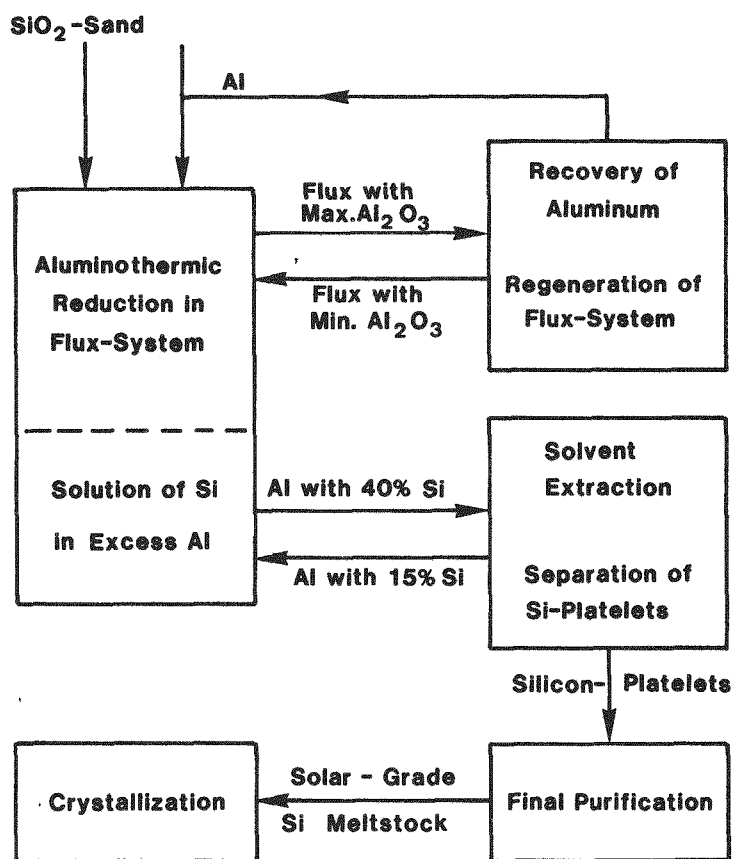 SiO2-Sand
Al
Recovery of
Aluminum
Regeneration of
Flux-System
Flux with
Max.Al2O3
Flux with
Min. Al2O3
Aluminothermic
Reduction in
Flux-System
Solution of Si
in Excess Al
Al with 40% Si
Al with 15% Si
Solvent
Extraction
Separation of
Si-Platelets
Silicon- Platelets
Final Purification
Solar - Grade
Si Meltstock
Crystallization